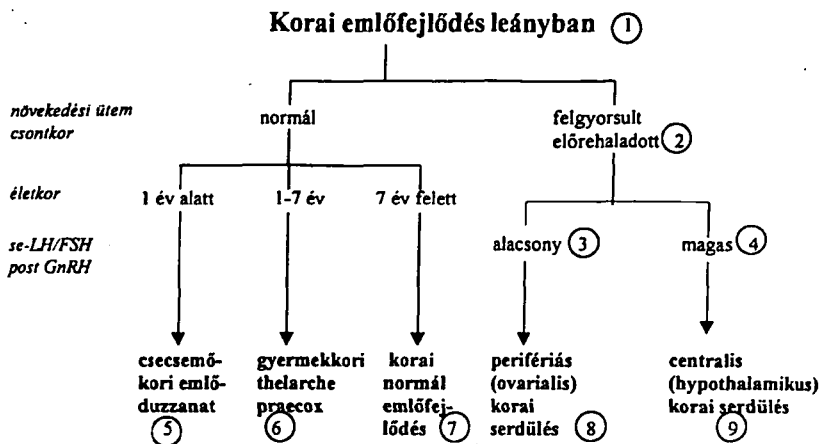 Korai emlőfejlődés leányban 1
növekedési ütem
csontkor
normál
felgyorsult
előrehaladott 2
életkor
1 év alatt
1-7 év
7 év felett
se-LH/FSH
post GnRH
alacsony 3
magas 4
csecsemő-
kori emlő-
duzzanat
5
gyermekkori
thelarche
praecox
6
korai
normál
emlőfej-
lődés 7
perifériás
(ovarialis)
korai
serdülés 8
centralis
(hypothalamikus)
korai serdülés
9